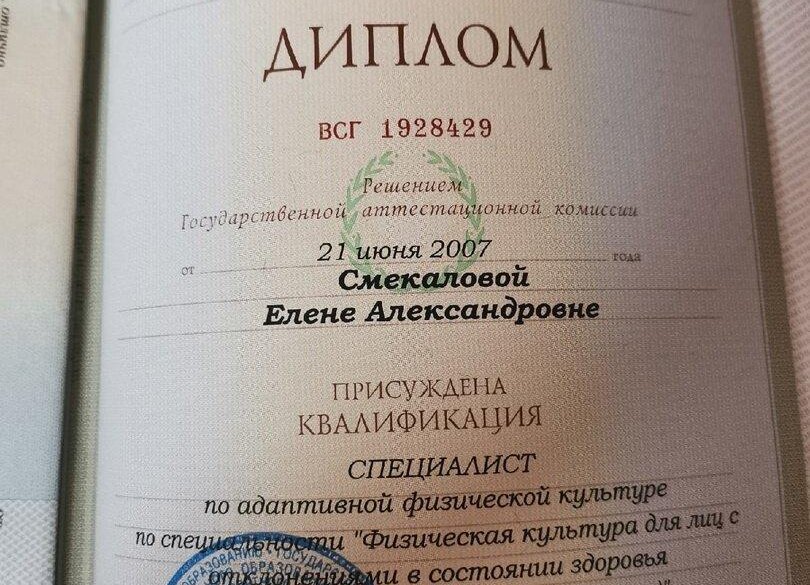 ДИПЛОМ
ВСГ 1928429
Решением
Государственной аттестационной комиссии
от 21 июня 2007 года
Смекаловой
Елене Александровне
ПРИСУЖДЕНА
КВАЛИФИКАЦИЯ
СПЕЦИАЛИСТ
по адаптивной физической культуре
по специальности "Физическая культура для лиц с
отклонениями в состоянии здоровья